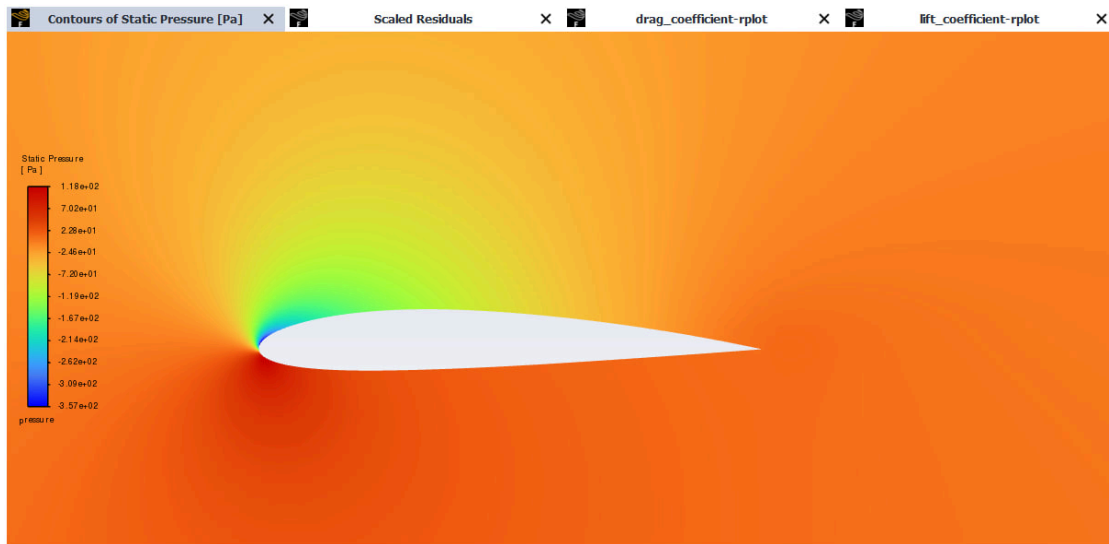 Contours of Static Pressure [Pa]
Scaled Residuals
drag_coefficient-rplot
lift_coefficient-rplot
Static Pressure
[ Pa ]
1.18e+02
7.02e+01
2.28e+01
-2.46e+01
-7.20e+01
-1.19e+02
-1.67e+02
-2.14e+02
-2.62e+02
-3.09e+02
-3.57e+02
pressure